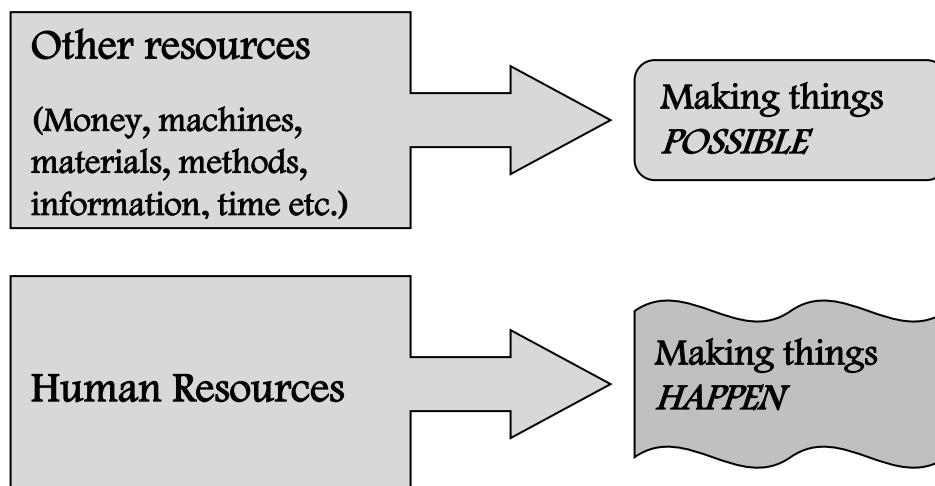 Other resources
(Money, machines,
materials, methods,
information, time etc.)
Making things
POSSIBLE
Human Resources
Making things
HAPPEN